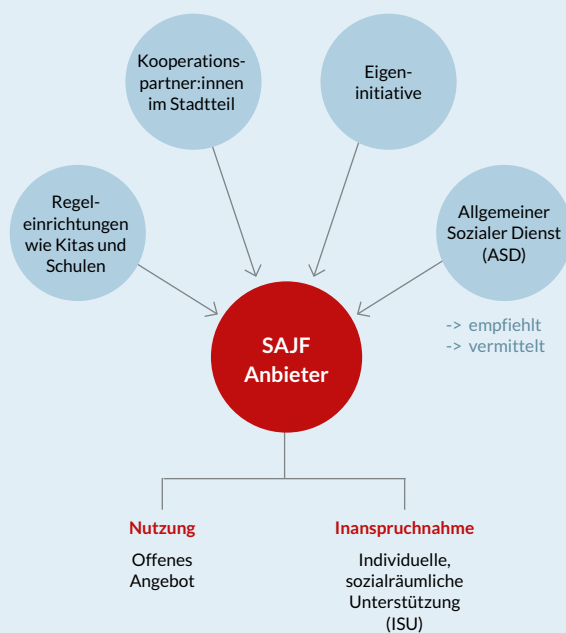 Kooperations-
partner:innen
im Stadtteil
Eigen-
initiative
Regel-
einrichtungen
wie Kitas und
Schulen
Allgemeiner
Sozialer Dienst
(ASD)
-> empfiehlt
-> vermittelt
SAJF
Anbieter
Nutzung
Offenes
Angebot
Inanspruchnahme
Individuelle,
sozialräumliche
Unterstützung
(ISU)